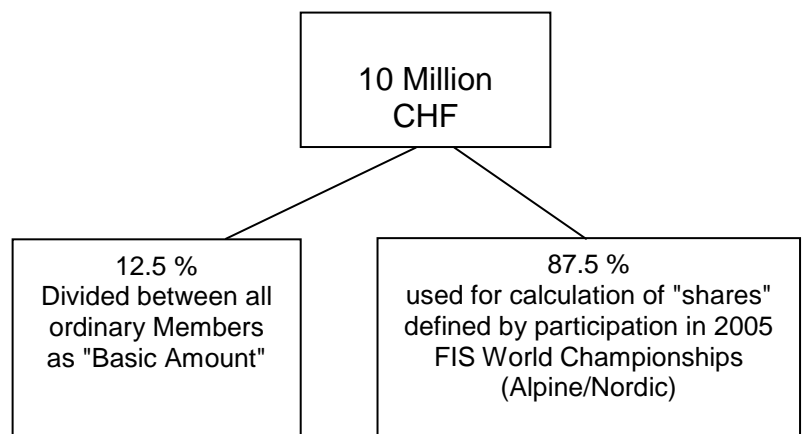 10 Million
CHF
12.5 %
Divided between all
ordinary Members
as "Basic Amount"
87.5 %
used for calculation of "shares"
defined by participation in 2005
FIS World Championships
(Alpine/Nordic)